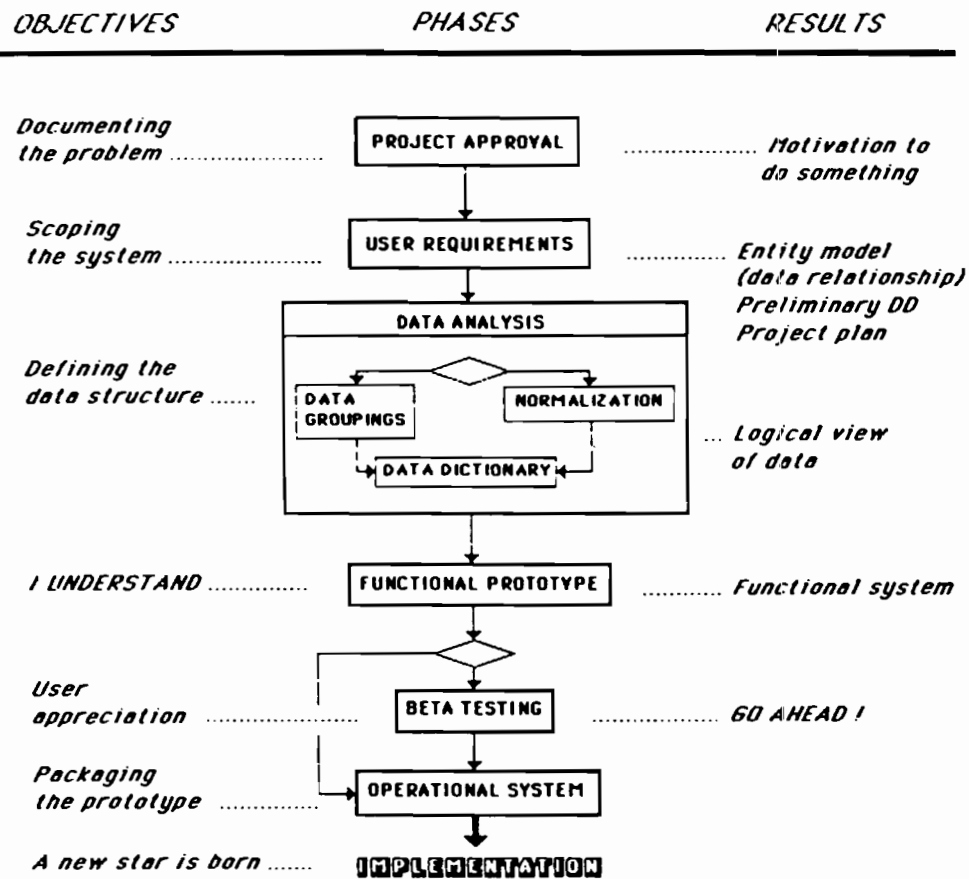 OBJECTIVES PHASES RESULTS
Documenting
the problem ..................... PROJECT APPROVAL ..................... Motivation to
do something
Scoping
the system ..................... USER REQUIREMENTS ............... Entity model
(data relationship)
Preliminary DD
Project plan
DATA ANALYSIS
Defining the
data structure ......
DATA
GROUPINGS
NORMALIZATION
DATA DICTIONARY
... Logical view
of data
I UNDERSTAND ............. FUNCTIONAL PROTOTYPE .......... Functional system
User
appreciation .................... BETA TESTING ................. GO AHEAD !
Packaging
the prototype .............. OPERATIONAL SYSTEM
A new star is born ...... IMPLEMENTATION